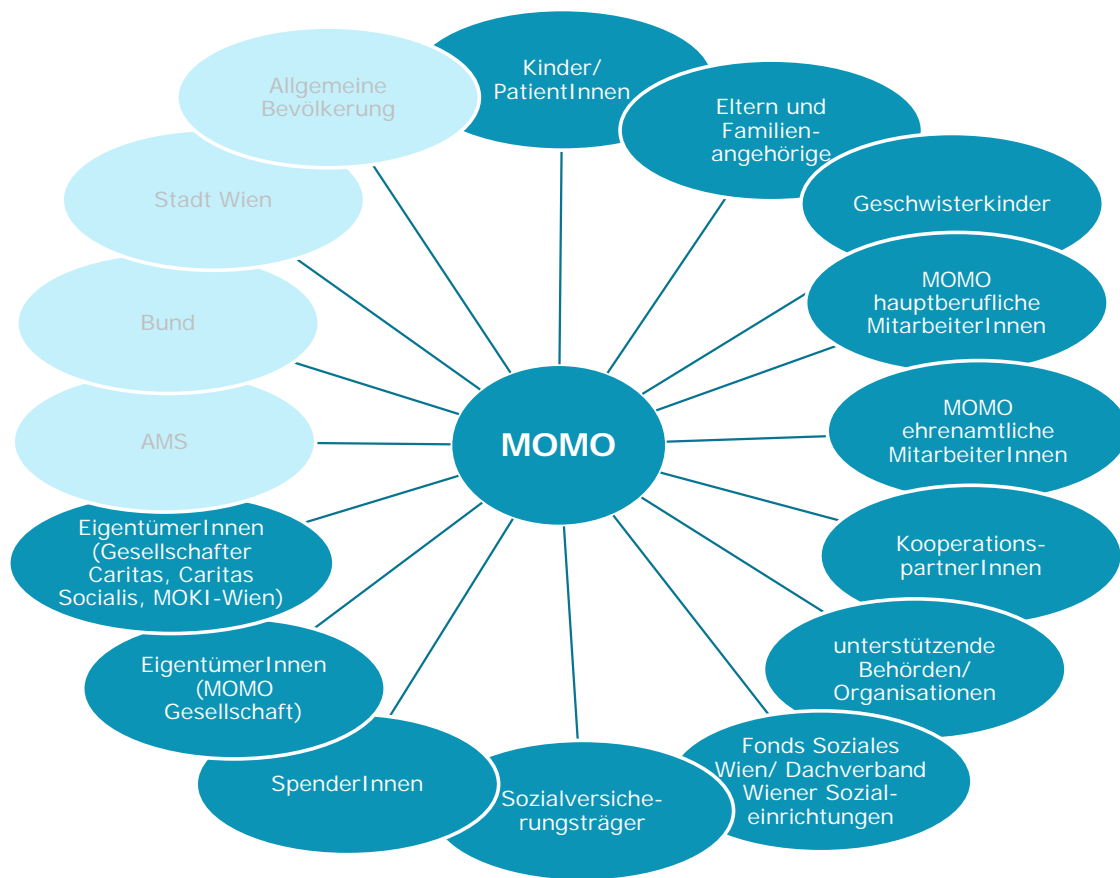 Kinder/
PatientInnen
Eltern und
Familien-
angehörige
Geschwisterkinder
MOMO
hauptberufliche
MitarbeiterInnen
MOMO
ehrenamtliche
MitarbeiterInnen
Kooperations-
partnerInnen
unterstützende
Behörden/
Organisationen
Fonds Soziales
Wien/ Dachverband
Wiener Sozial-
einrichtungen
Sozialversiche-
rungsträger
SpenderInnen
EigentümerInnen
(MOMO
Gesellschaft)
EigentümerInnen
(Gesellschafter
Caritas, Caritas
Socialis, MOKI-Wien)
AMS
Bund
Stadt Wien
Allgemeine
Bevölkerung
MOMO